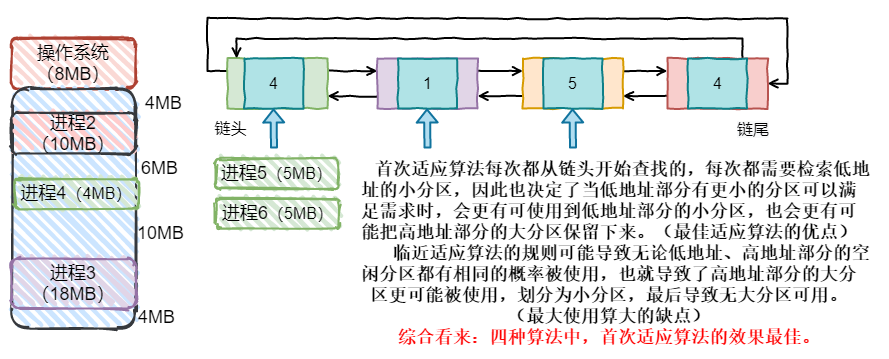 操作系统
（8MB）
4MB
进程2
（10MB）
6MB
进程4（4MB）
10MB
进程3
（18MB）
4MB
4
1
5
4
链头
链尾
进程5（5MB）
进程6（5MB）
首次适应算法每次都从链头开始查找的，每次都需要检索低地
址的小分区，因此也决定了当低地址部分有更小的分区可以满
足需求时，会更有可使用到低地址部分的小分区，也会更有可
能把高地址部分的大分区保留下来。（最佳适应算法的优点）
临近适应算法的规则可能导致无论低地址、高地址部分的空
闲分区都有相同的概率被使用，也就导致了高地址部分的大分
区更可能被使用，划分为小分区，最后导致无大分区可用。
（最大使用算大的缺点）
综合看来：四种算法中，首次适应算法的效果最佳。